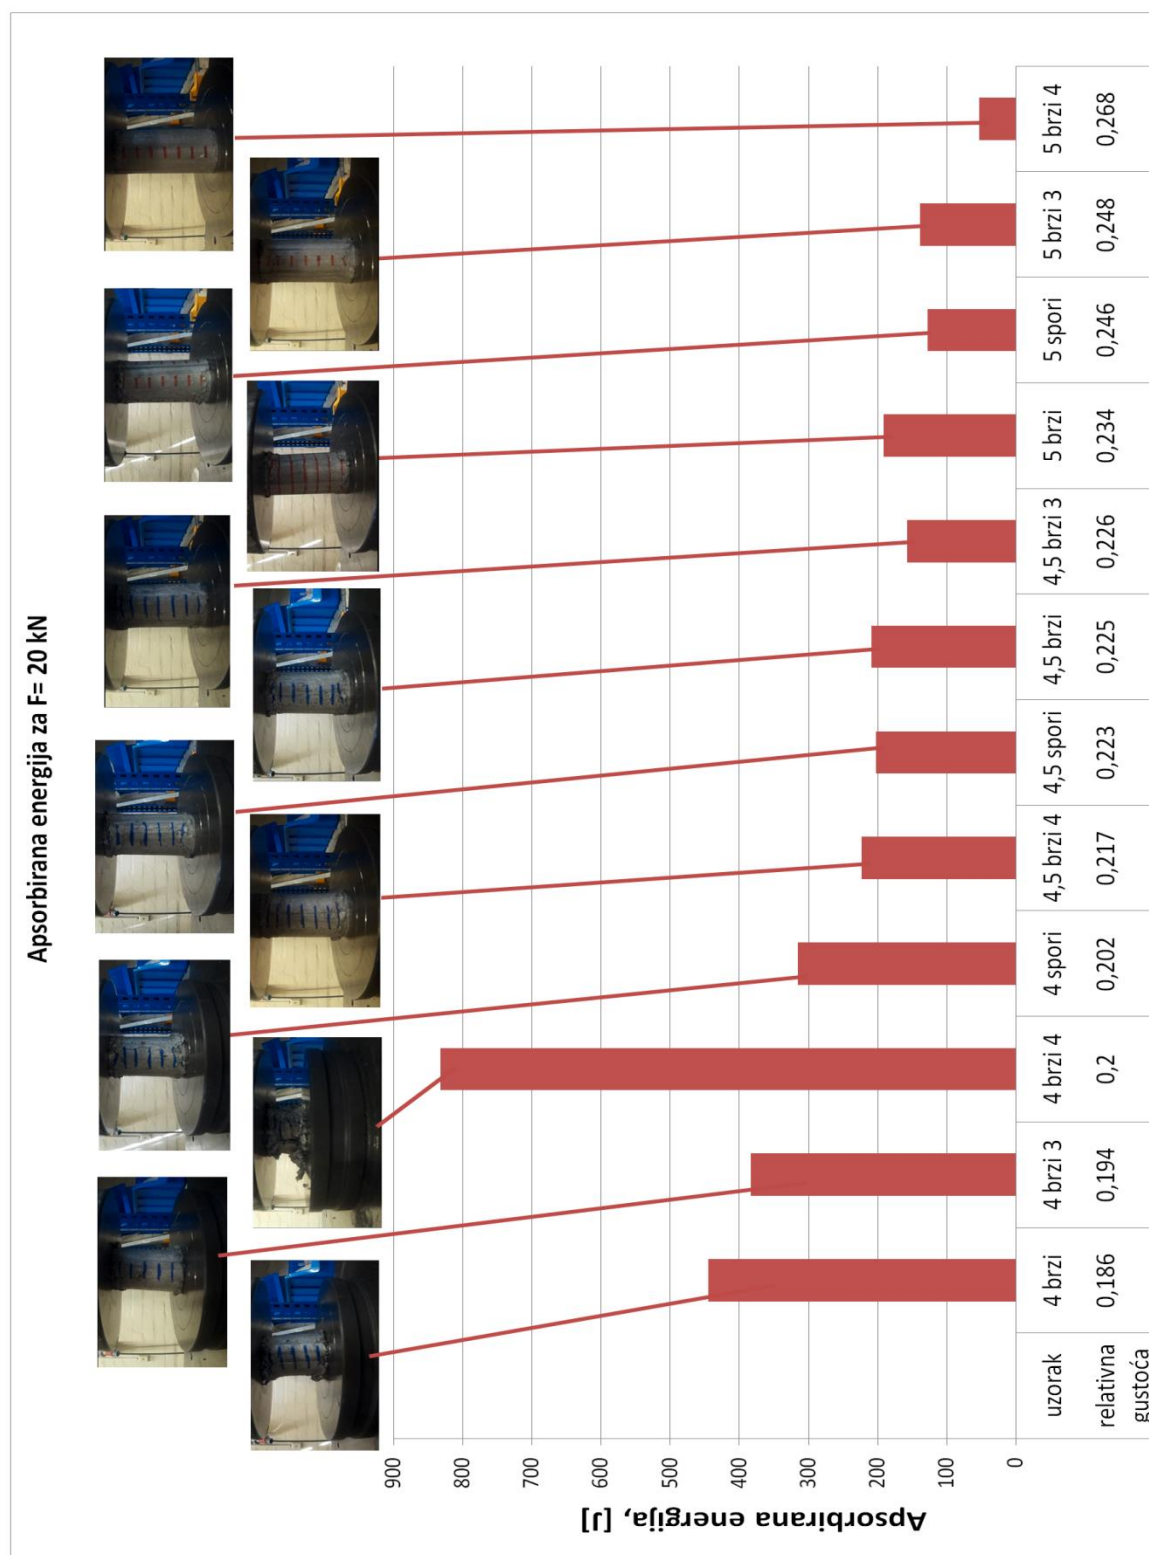 Apsorbirana energija za F= 20 kN
Apsorbirana energija, [J]
900
800
700
600
500
400
300
200
100
0
uzorak 4 brzi 4 brzi 3 4 brzi 4 4 spori 4,5 brzi 4 4,5 spori 4,5 brzi 4,5 brzi 3 5 brzi 5 spori 5 brzi 3 5 brzi 4
relativna 0,186 0,194 0,2 0,202 0,217 0,223 0,225 0,226 0,234 0,246 0,248 0,268
gustoća